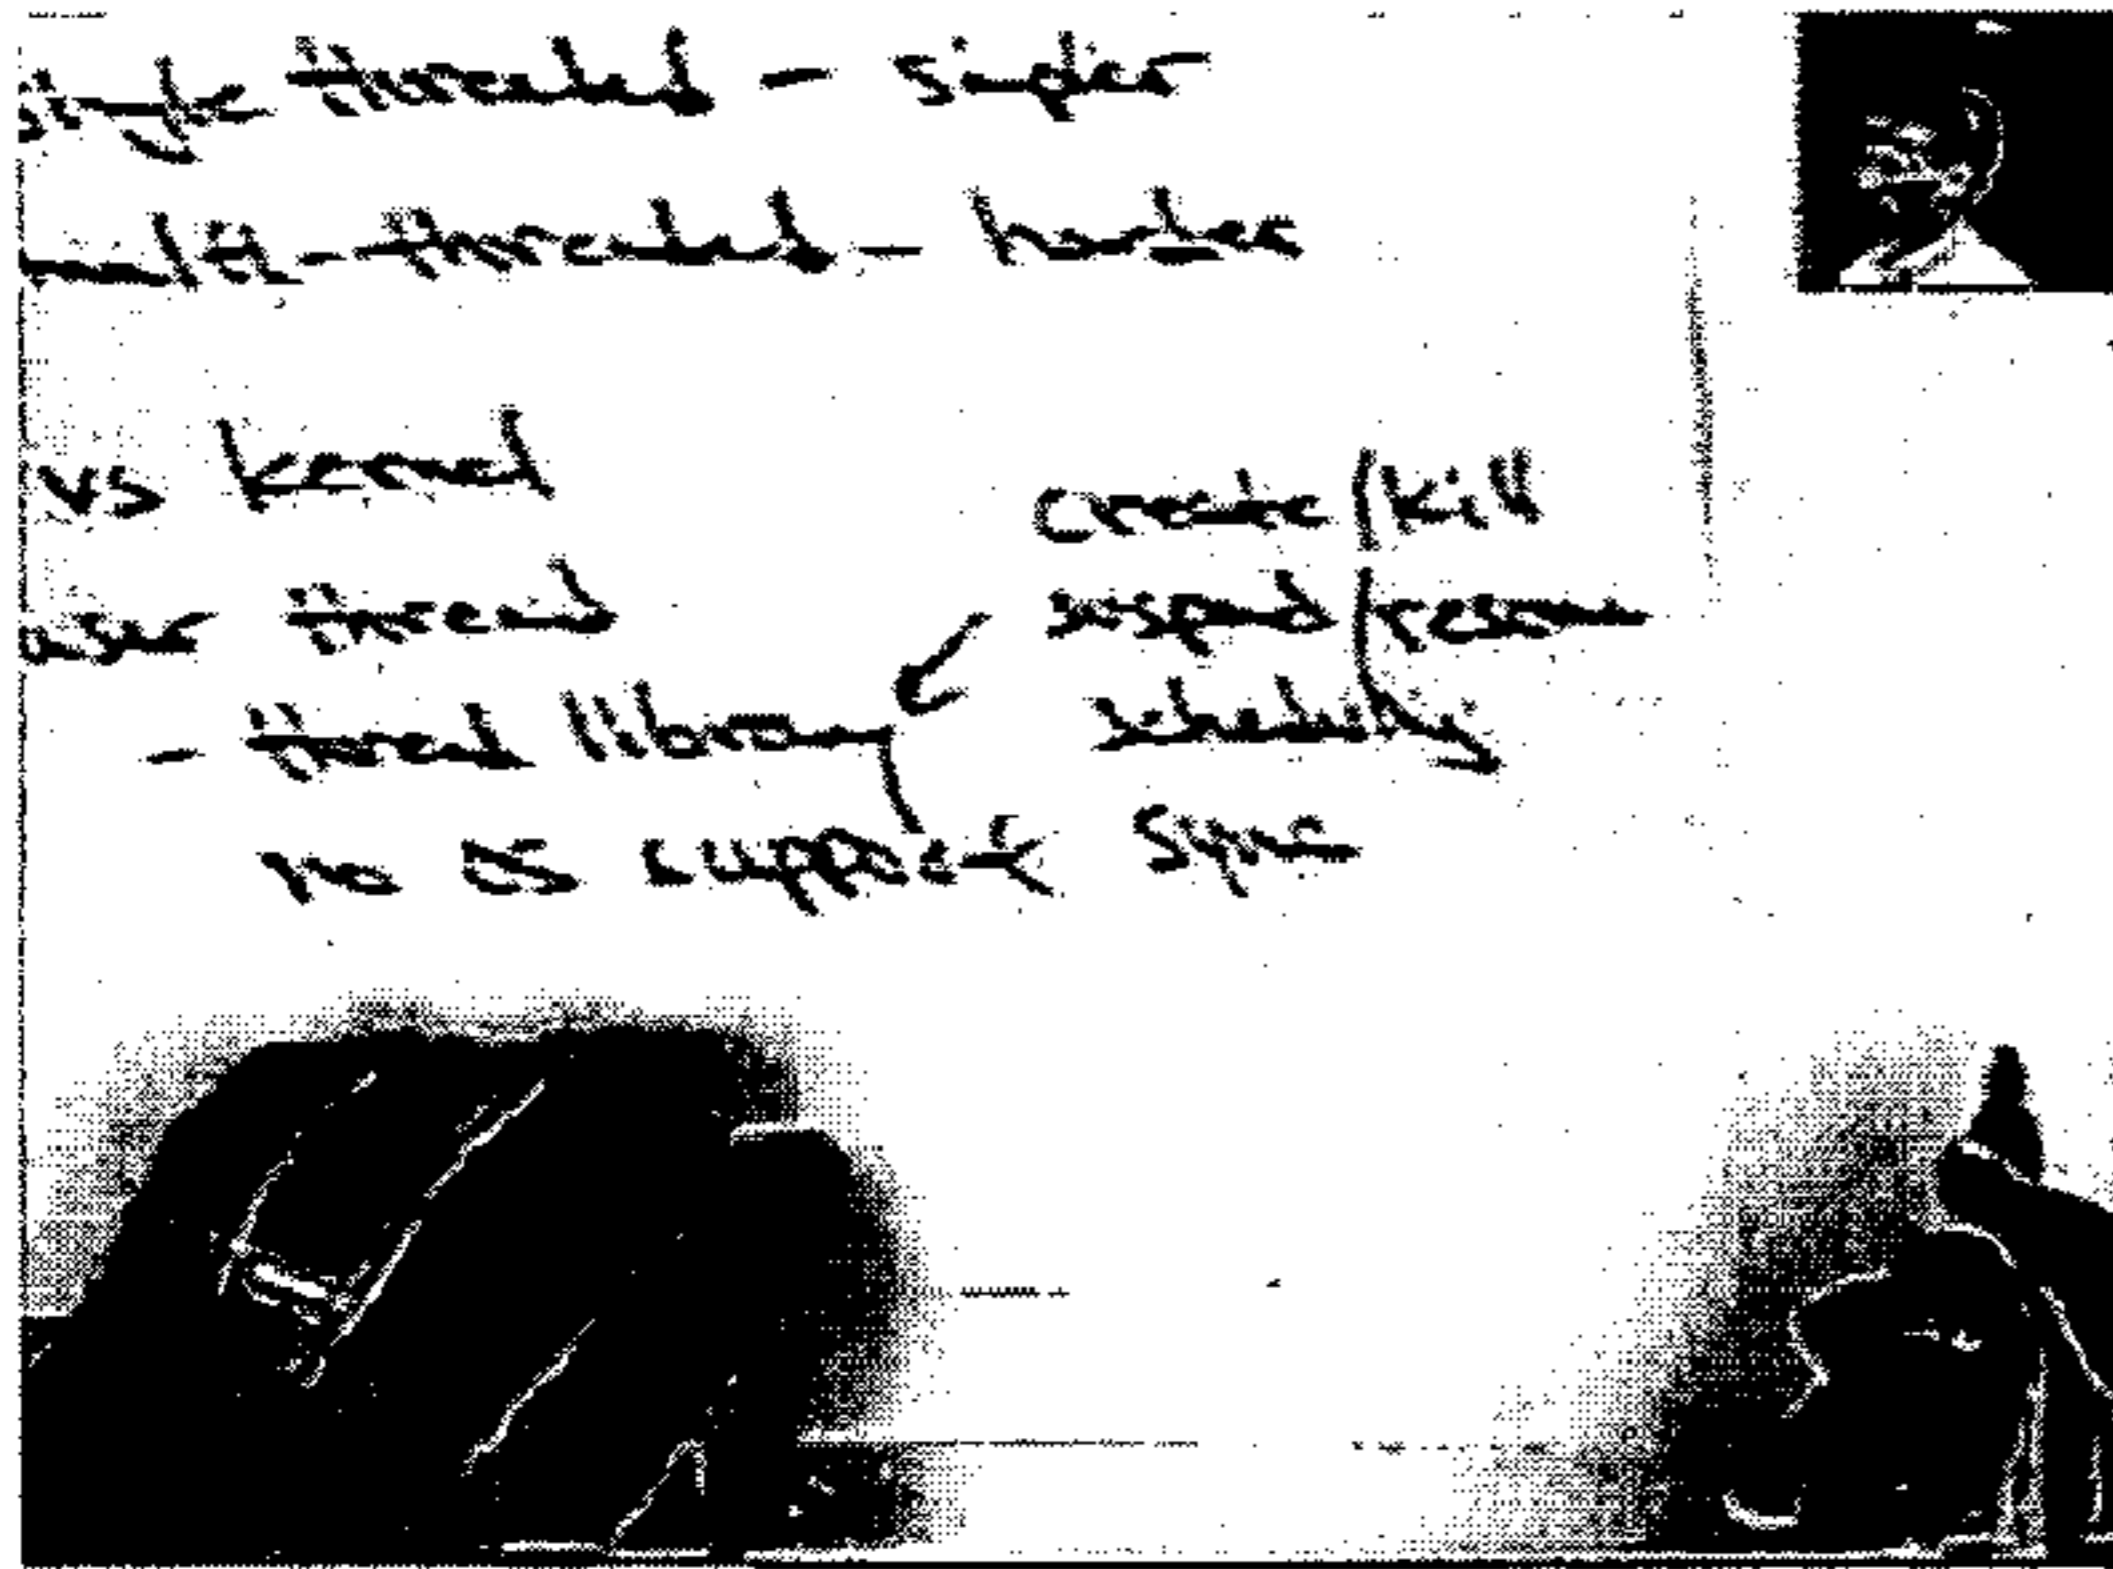 single threaded - simpler
multi-threaded - harder
vs kernel
user thread
- thread library
no OS support
create/kill
suspend/resume
scheduling
sync